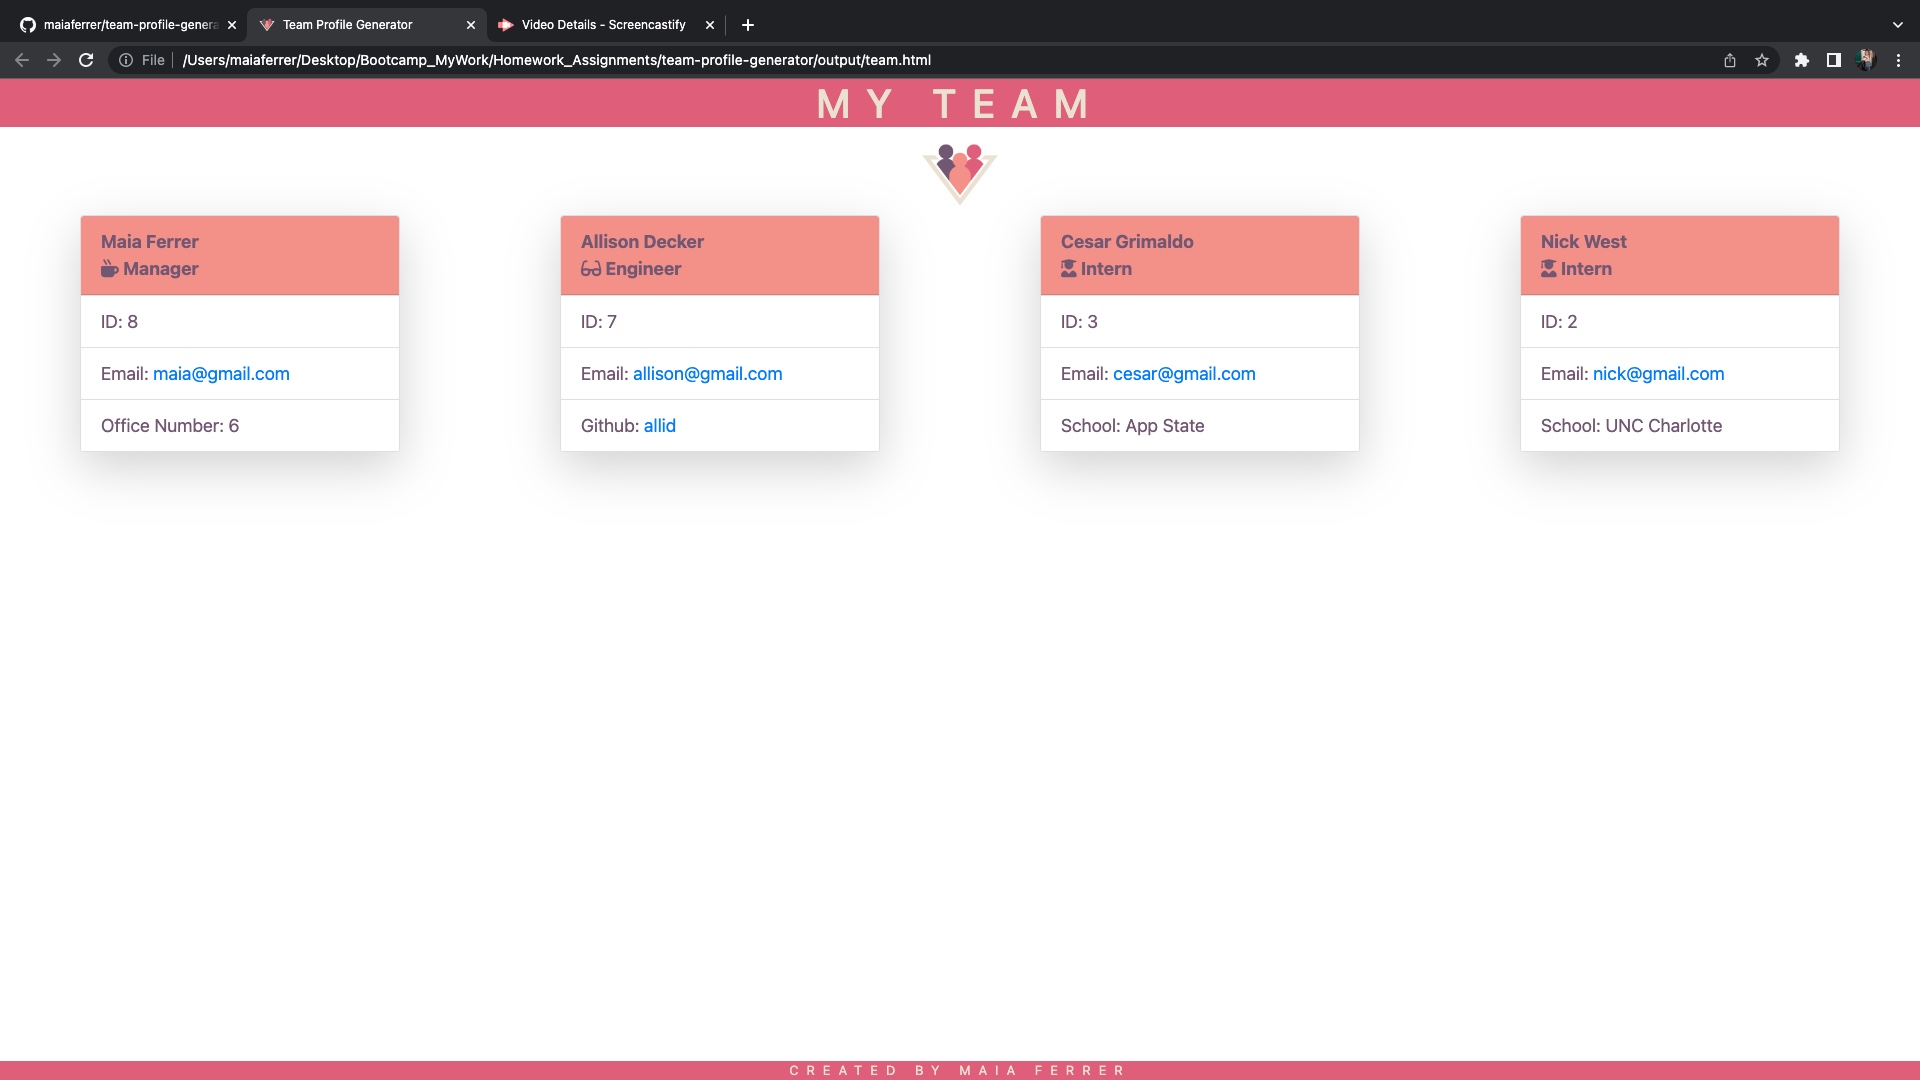 maiaferrer/team-profile-genera
Team Profile Generator
Video Details - Screencastify
File
/Users/maiaferrer/Desktop/Bootcamp_MyWork/Homework_Assignments/team-profile-generator/output/team.html
MY TEAM
Maia Ferrer
Manager
ID: 8
Email: maia@gmail.com
Office Number: 6
Allison Decker
Engineer
ID: 7
Email: allison@gmail.com
Github: allid
Cesar Grimaldo
Intern
ID: 3
Email: cesar@gmail.com
School: App State
Nick West
Intern
ID: 2
Email: nick@gmail.com
School: UNC Charlotte
CREATED BY MAIA FERRER